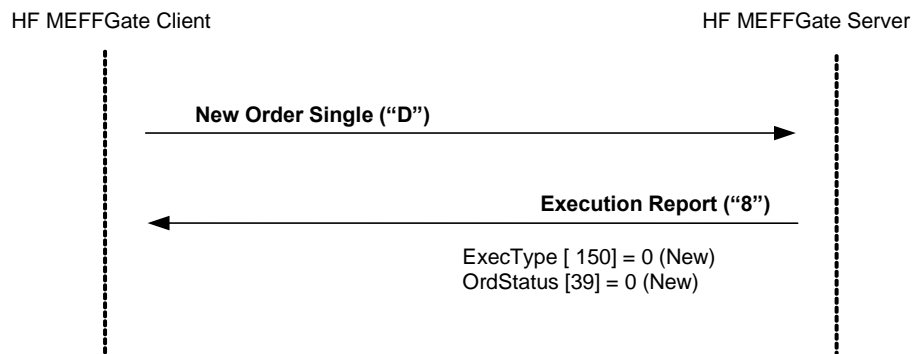 HF MEFFGate Client
HF MEFFGate Server
New Order Single (“D”)
Execution Report (“8”)
ExecType [ 150] = 0 (New)
OrdStatus [39] = 0 (New)